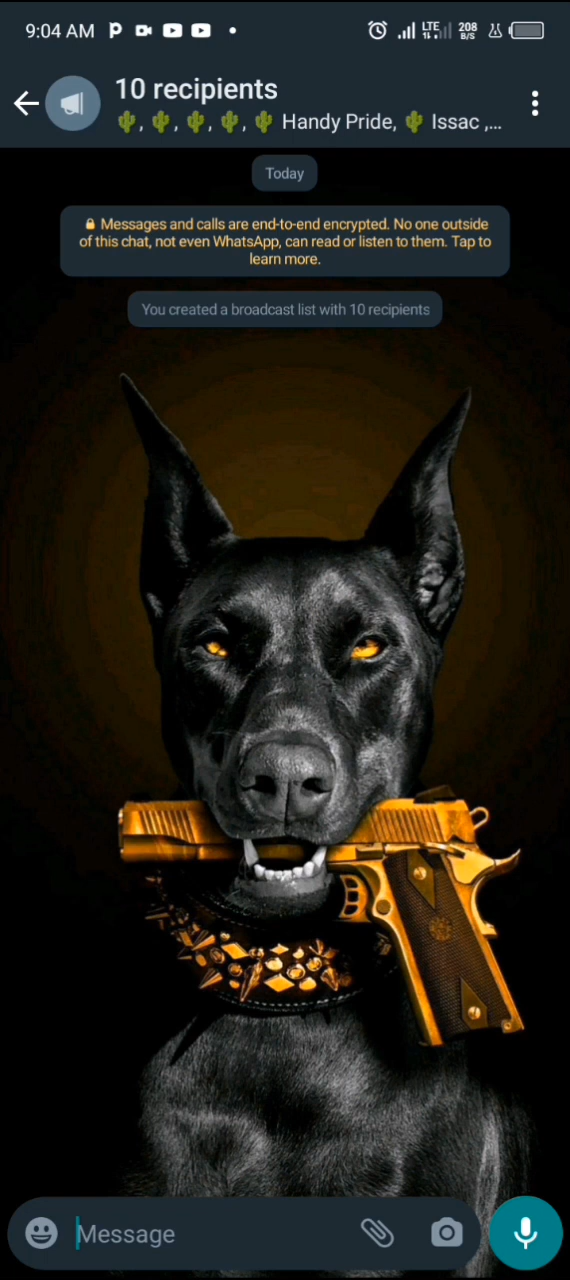 9:04 AM
LTE
208
B/S
10 recipients
🌵, 🌵, 🌵, 🌵, 🌵 Handy Pride, 🌵 Issac ,...
Today
🔒 Messages and calls are end-to-end encrypted. No one outside
of this chat, not even WhatsApp, can read or listen to them. Tap to
learn more.
You created a broadcast list with 10 recipients
Message